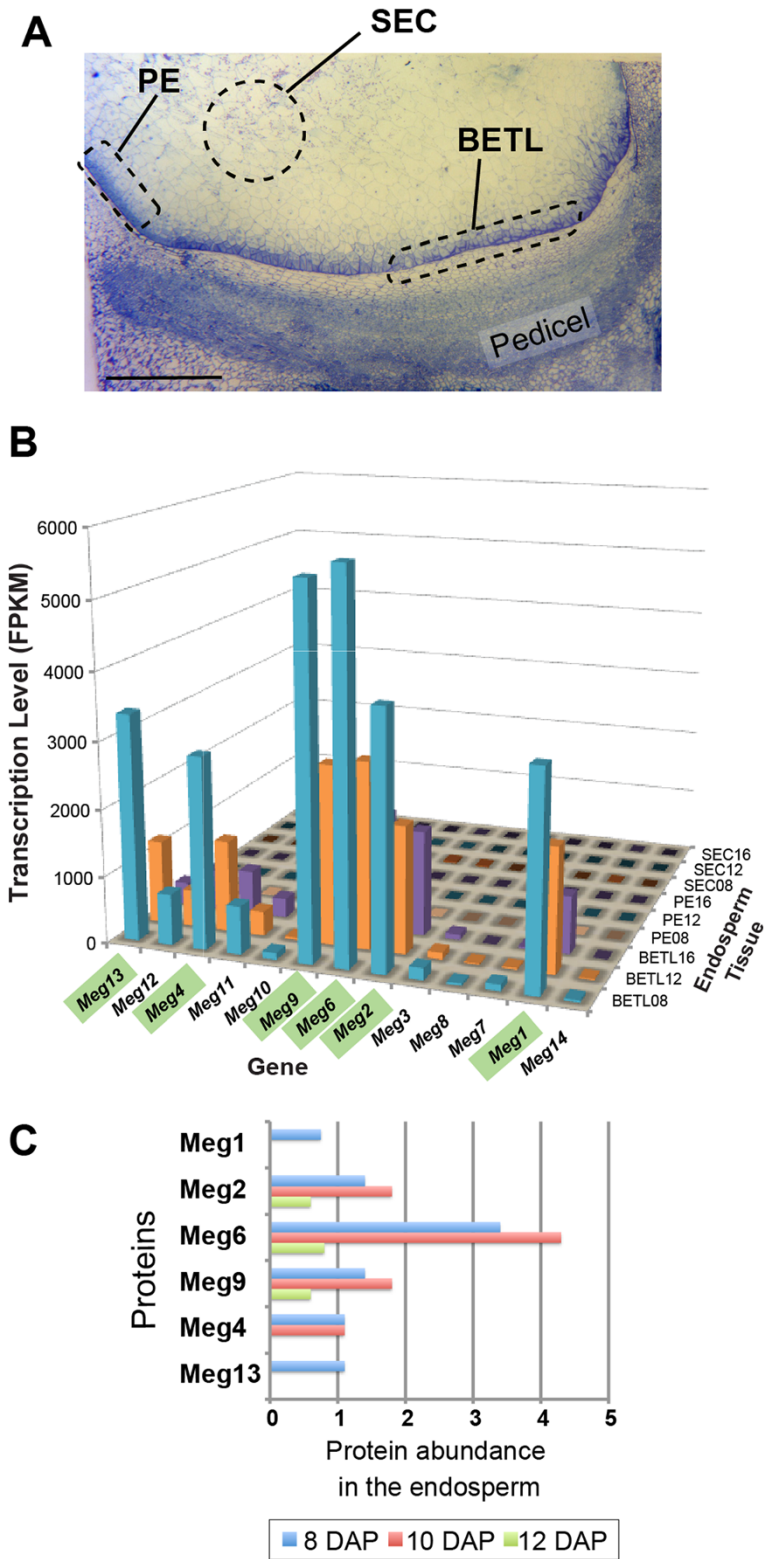 A
SEC
PE
BETL
Pedicel
B
Transcription Level (FPKM)
6000
5000
4000
3000
2000
1000
0
Meg13
Meg12
Meg4
Meg11
Meg10
Meg9
Meg6
Meg2
Meg3
Meg8
Meg7
Meg1
Meg14
Gene
SEC16
SEC12
SEC08
PE16
PE12
PE08
BETL16
BETL12
BETL08
Endosperm
Tissue
C
Proteins
Meg1
Meg2
Meg6
Meg9
Meg4
Meg13
0 1 2 3 4 5
Protein abundance
in the endosperm
8 DAP 10 DAP 12 DAP